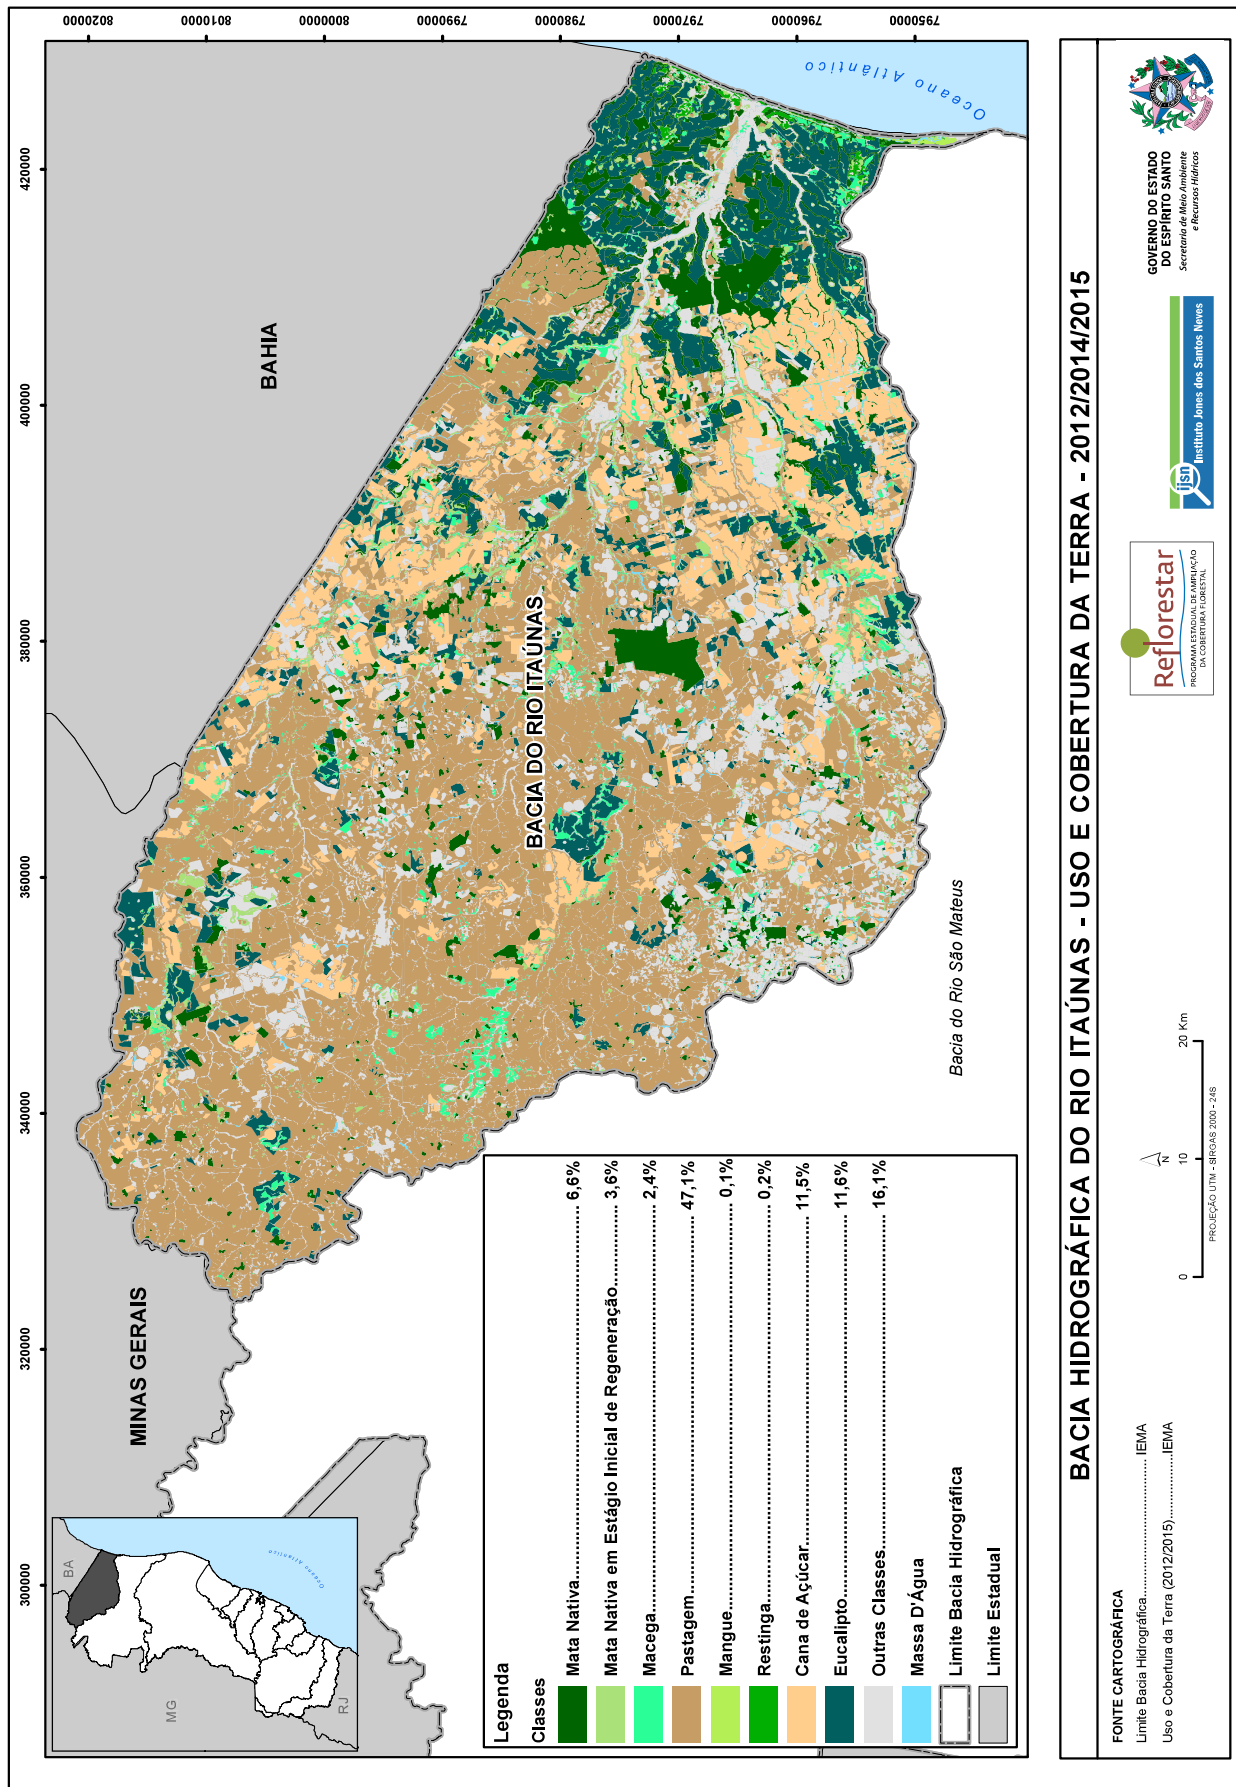 BACIA HIDROGRÁFICA DO RIO ITAÚNAS - USO E COBERTURA DA TERRA - 2012/2014/2015
300000
320000
340000
360000
380000
400000
420000
8020000
8010000
8000000
7990000
7980000
7970000
7960000
7950000
MINAS GERAIS
BAHIA
BACIA DO RIO ITAÚNAS
Bacia do Rio São Mateus
Oceano Atlântico
BA
MG
RJ
Oceano Atlântico
Legenda
Classes
Mata Nativa 6,6%
Mata Nativa em Estágio Inicial de Regeneração 3,6%
Macega 2,4%
Pastagem 47,1%
Mangue 0,1%
Restinga 0,2%
Cana de Açúcar 11,5%
Eucalipto 11,6%
Outras Classes 16,1%
Massa D'Água
Limite Bacia Hidrográfica
Limite Estadual
FONTE CARTOGRÁFICA
Limite Bacia Hidrográfica IEMA
Uso e Cobertura da Terra (2012/2015) IEMA
N
0 10 20 Km
PROJEÇÃO UTM - SIRGAS 2000 - 24S
Reflorestar
PROGRAMA ESTADUAL DE AMPLIAÇÃO
DA COBERTURA FLORESTAL
ijsn Instituto Jones dos Santos Neves
GOVERNO DO ESTADO
DO ESPÍRITO SANTO
Secretaria de Meio Ambiente
e Recursos Hídricos